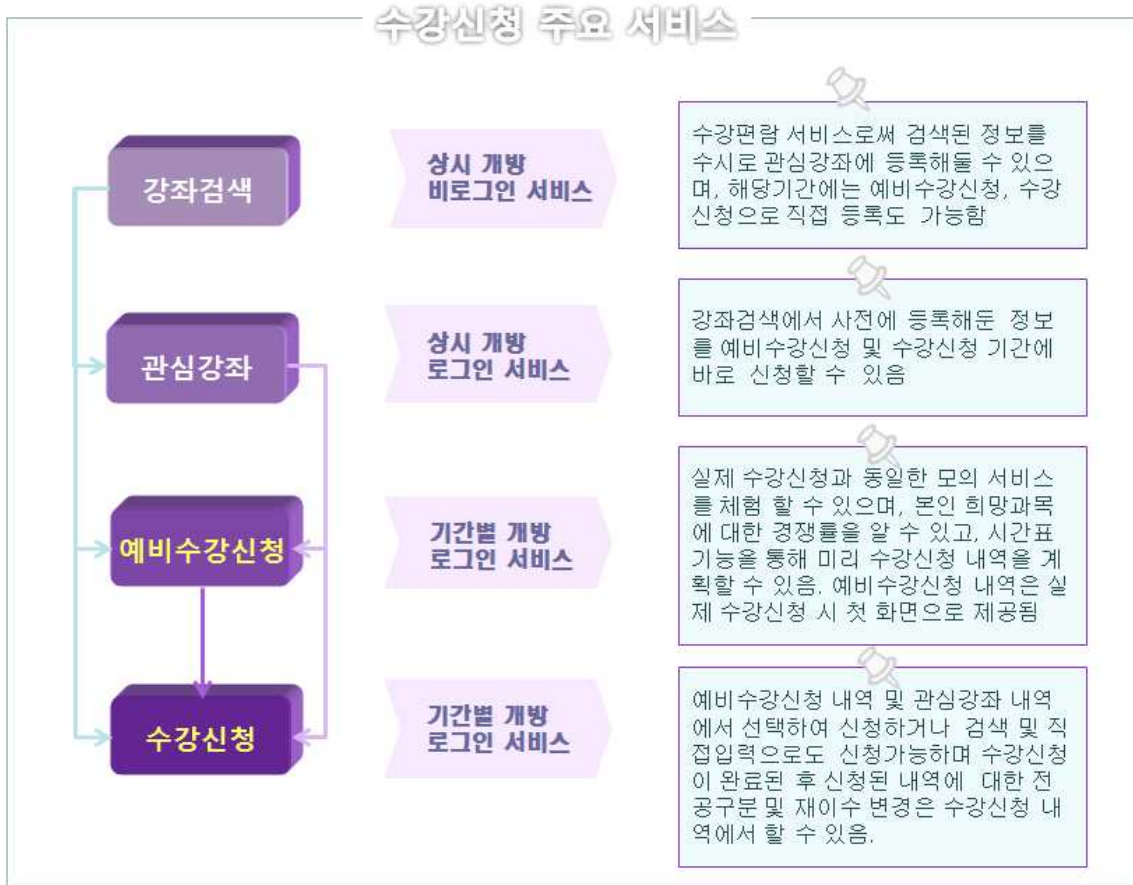 수강신청 주요 서비스
강좌검색
상시 개방
비로그인 서비스
수강편람 서비스로써 검색된 정보를
수시로 관심강좌에 등록해둘 수 있으
며, 해당기간에는 예비수강신청, 수강
신청으로 직접 등록도 가능함
관심강좌
상시 개방
로그인 서비스
강좌검색에서 사전에 등록해둔 정보
를 예비수강신청 및 수강신청 기간에
바로 신청할 수 있음
예비수강신청
기간별 개방
로그인 서비스
실제 수강신청과 동일한 모의 서비스
를 체험 할 수 있으며, 본인 희망과목
에 대한 경쟁률을 알 수 있고, 시간표
기능을 통해 미리 수강신청 내역을 계
획할 수 있음. 예비수강신청 내역은 실
제 수강신청 시 첫 화면으로 제공됨
수강신청
기간별 개방
로그인 서비스
예비수강신청 내역 및 관심강좌 내역
에서 선택하여 신청하거나 검색 및 직
접입력으로도 신청가능하며 수강신청
이 완료된 후 신청된 내역에 대한 전
공구분 및 재이수 변경은 수강신청 내
역에서 할 수 있음.